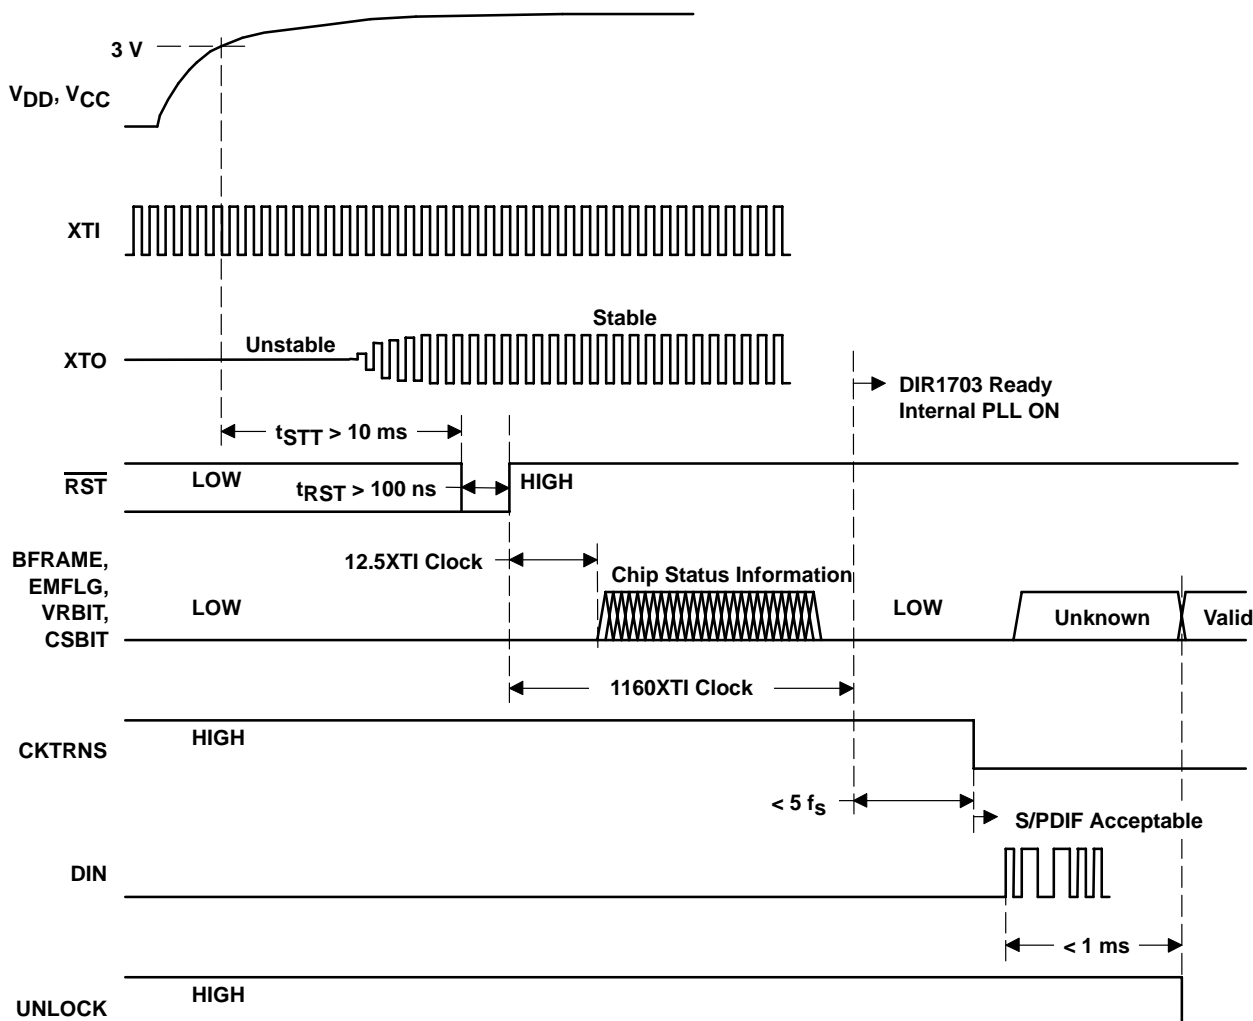 3 V
VDD, VCC
XTI
Stable
Unstable
XTO
DIR1703 Ready
Internal PLL ON
tSTT > 10 ms
RST
LOW
HIGH
tRST > 100 ns
BFRAME,
EMFLG,
VRBIT,
CSBIT
12.5XTI Clock
Chip Status Information
LOW
LOW
Unknown
Valid
1160XTI Clock
HIGH
CKTRNS
< 5 fs
S/PDIF Acceptable
DIN
< 1 ms
HIGH
UNLOCK